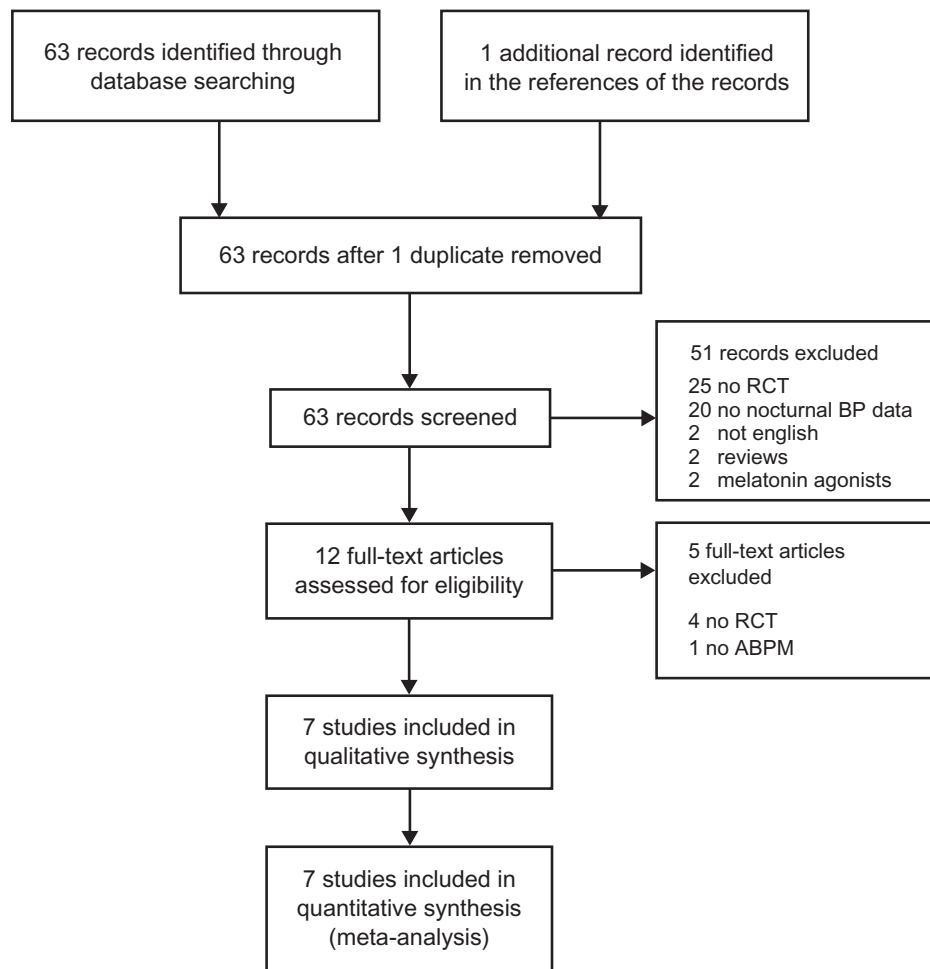 63 records identified through
database searching
1 additional record identified
in the references of the records
63 records after 1 duplicate removed
63 records screened
51 records excluded
25 no RCT
20 no nocturnal BP data
2 not english
2 reviews
2 melatonin agonists
12 full-text articles
assessed for eligibility
5 full-text articles
excluded
4 no RCT
1 no ABPM
7 studies included in
qualitative synthesis
7 studies included in
quantitative synthesis
(meta-analysis)